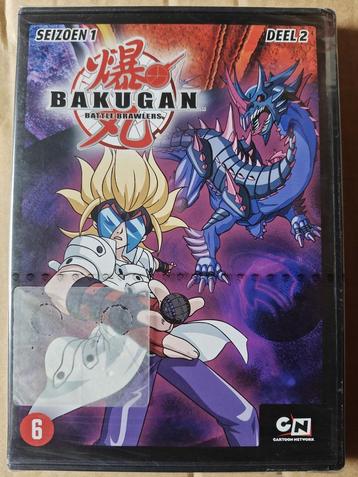 SEIZOEN 1
DEEL 2
爆
BAKUGAN
BATTLE BRAWLERS
丸
6
CN
CARTOON NETWORK